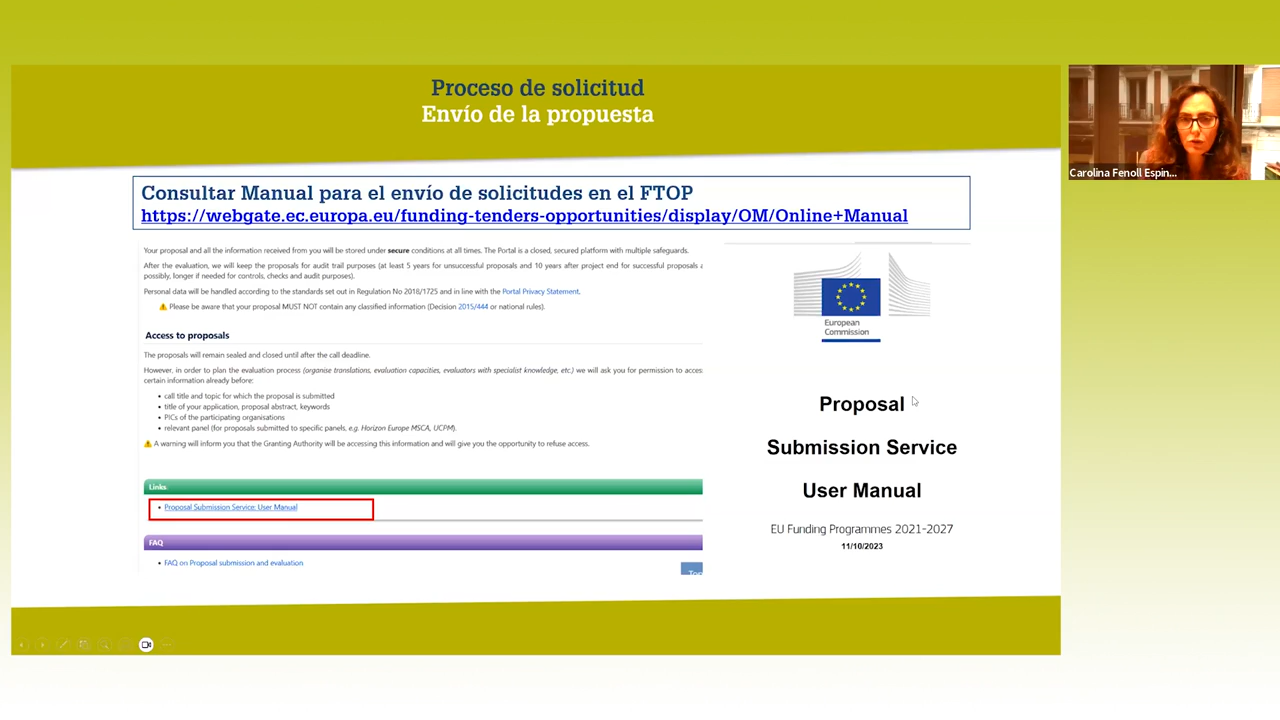 Proceso de solicitud
Envío de la propuesta
Carolina Fenoll Espin...
Consultar Manual para el envío de solicitudes en el FTOP
https://webgate.ec.europa.eu/funding-tenders-opportunities/display/OM/Online+Manual
Your proposal and all the information received from you will be stored under secure conditions at all times. The Portal is a closed, secured platform with multiple safeguards.
After the evaluation, we will keep the proposals for audit trail purposes (at least 5 years for unsuccessful proposals and 10 years after project end for successful proposals a
possibly, longer if needed for controls, checks and audit purposes).
Personal data will be handled according to the standards set out in Regulation No 2018/1725 and in line with the Portal Privacy Statement.
Please be aware that your proposal MUST NOT contain any classified information (Decision 2015/444 or national rules).
Access to proposals
The proposals will remain sealed and closed until after the call deadline.
However, in order to plan the evaluation process (organise translations, evaluation capacities, evaluators with specialist knowledge, etc.) we will ask you for permission to acces
certain information already before:
• call title and topic for which the proposal is submitted
• title of your application, proposal abstract, keywords
• PICs of the participating organisations
• relevant panel (for proposals submitted to specific panels, e.g. Horizon Europe MSCA, UCPM).
A warning will inform you that the Granting Authority will be accessing this information and will give you the opportunity to refuse access.
Links
• Proposal Submission Service: User Manual
FAQ
• FAQ on Proposal submission and evaluation
European
Commission
Proposal
Submission Service
User Manual
EU Funding Programmes 2021-2027
11/10/2023